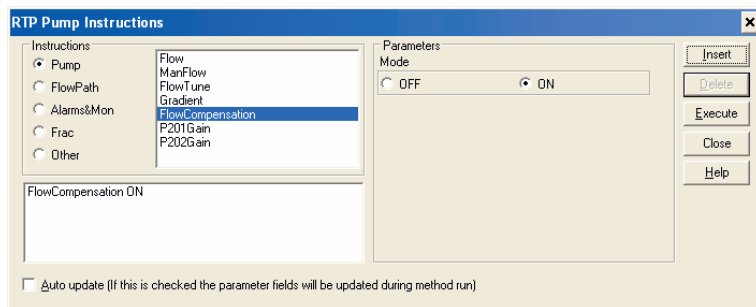 RTP Pump Instructions
Instructions
Pump
FlowPath
Alarms&Mon
Frac
Other
Flow
ManFlow
FlowTune
Gradient
FlowCompensation
P201Gain
P202Gain
Parameters
Mode
OFF ON
Insert
Delete
Execute
Close
Help
FlowCompensation ON
Auto update (If this is checked the parameter fields will be updated during method run)